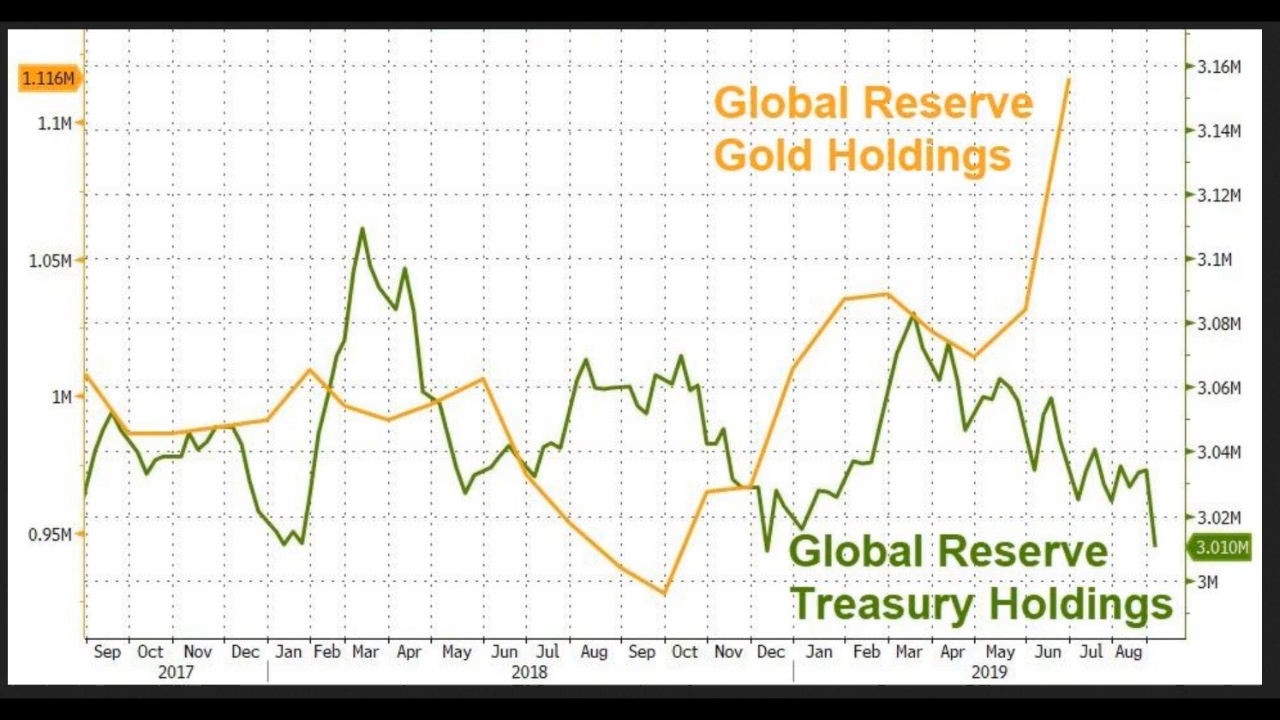 1.116M
1.1M
1.05M
1M
0.95M
Global Reserve
Gold Holdings
3.16M
3.14M
3.12M
3.1M
3.08M
3.06M
3.04M
3.02M
3.010M
3M
Global Reserve
Treasury Holdings
Sep Oct Nov Dec Jan Feb Mar Apr May Jun Jul Aug Sep Oct Nov Dec Jan Feb Mar Apr May Jun Jul Aug
2017 2018 2019